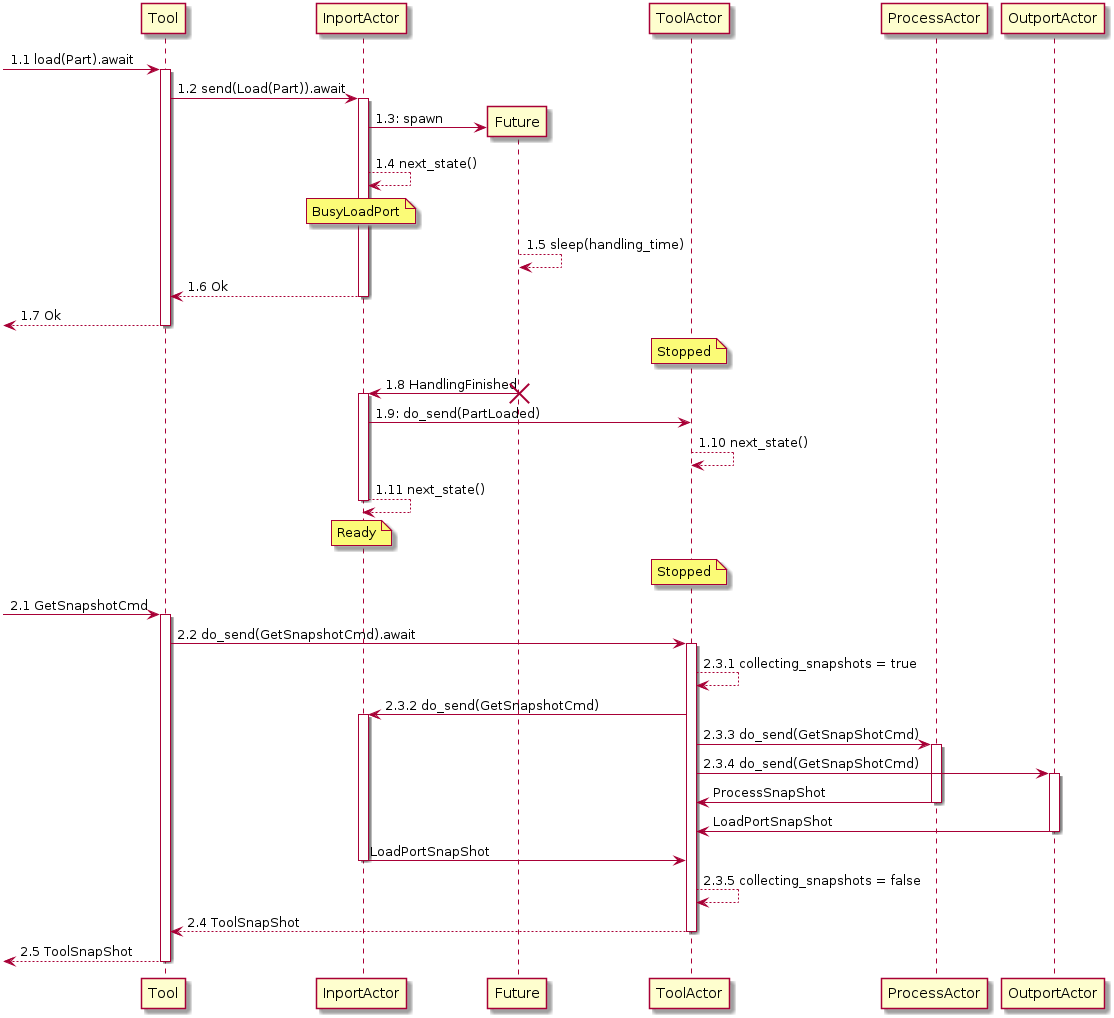 Tool
InportActor
ToolActor
ProcessActor
OutportActor
1.1 load(Part).await
1.2 send(Load(Part)).await
1.3: spawn
Future
1.4 next_state()
BusyLoadPort
1.5 sleep(handling_time)
1.6 Ok
1.7 Ok
Stopped
1.8 HandlingFinished
1.9: do_send(PartLoaded)
1.10 next_state()
1.11 next_state()
Ready
Stopped
2.1 GetSnapshotCmd
2.2 do_send(GetSnapshotCmd).await
2.3.1 collecting_snapshots = true
2.3.2 do_send(GetSnapshotCmd)
2.3.3 do_send(GetSnapShotCmd)
2.3.4 do_send(GetSnapShotCmd)
ProcessSnapShot
LoadPortSnapShot
LoadPortSnapShot
2.3.5 collecting_snapshots = false
2.4 ToolSnapShot
2.5 ToolSnapShot
Tool
InportActor
Future
ToolActor
ProcessActor
OutportActor